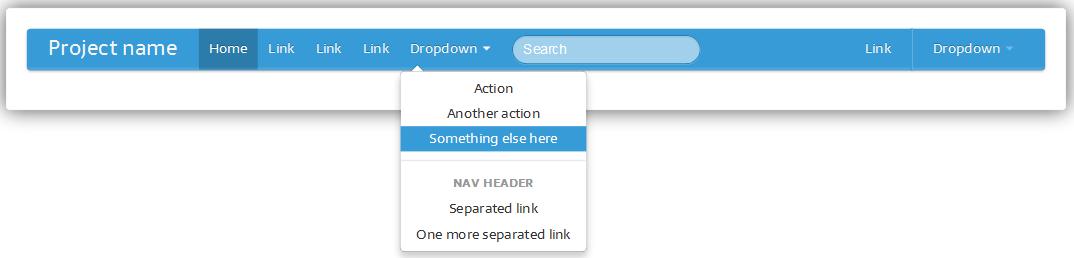 Project name Home Link Link Link Dropdown Search Link Dropdown
Action
Another action
Something else here
NAV HEADER
Separated link
One more separated link